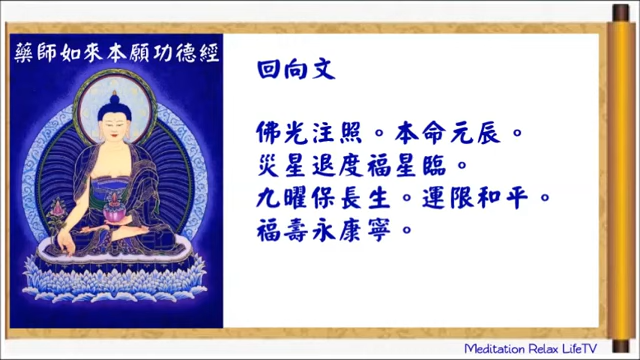 藥師如來本願功德經
回向文
佛光注照。本命元辰。
災星退度福星臨。
九曜保長生。運限和平。
福壽永康寧。
Meditation Relax LifeTV